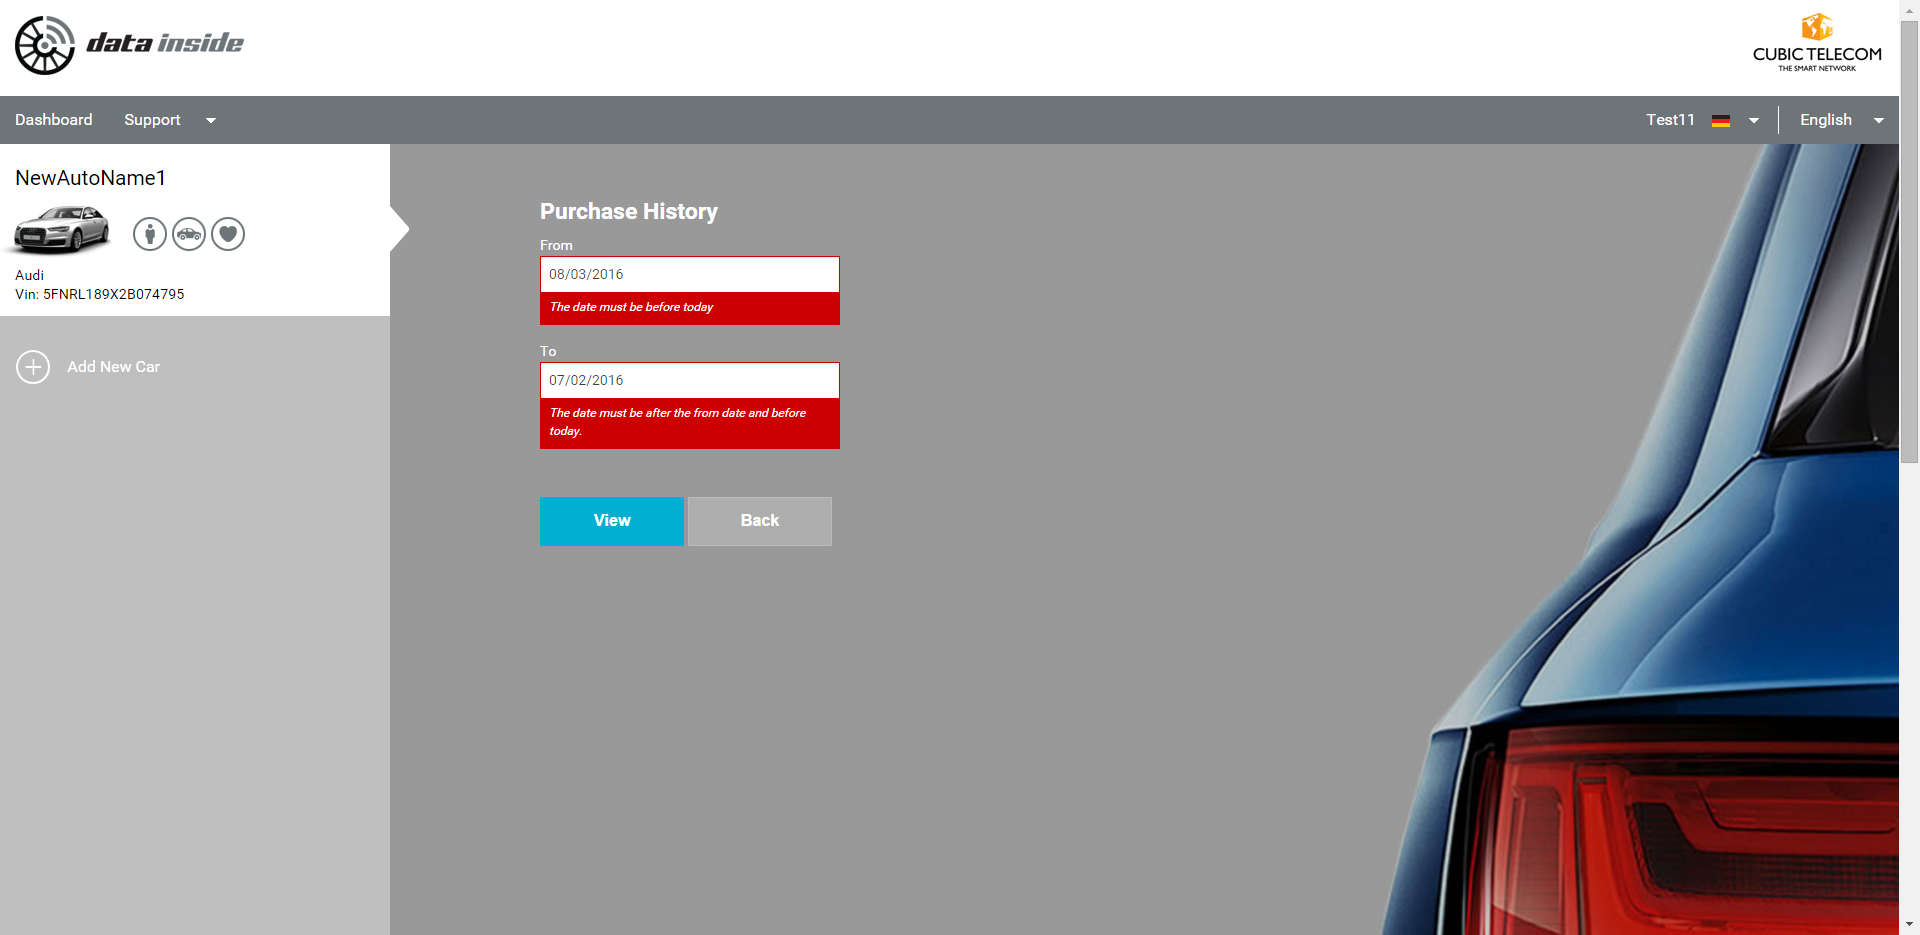 data inside
CUBIC TELECOM
THE SMART NETWORK
Dashboard
Support
Test11
English
NewAutoName1
Audi
Vin: 5FNRL189X2B074795
Add New Car
Purchase History
From
08/03/2016
The date must be before today
To
07/02/2016
The date must be after the from date and before
today.
View
Back